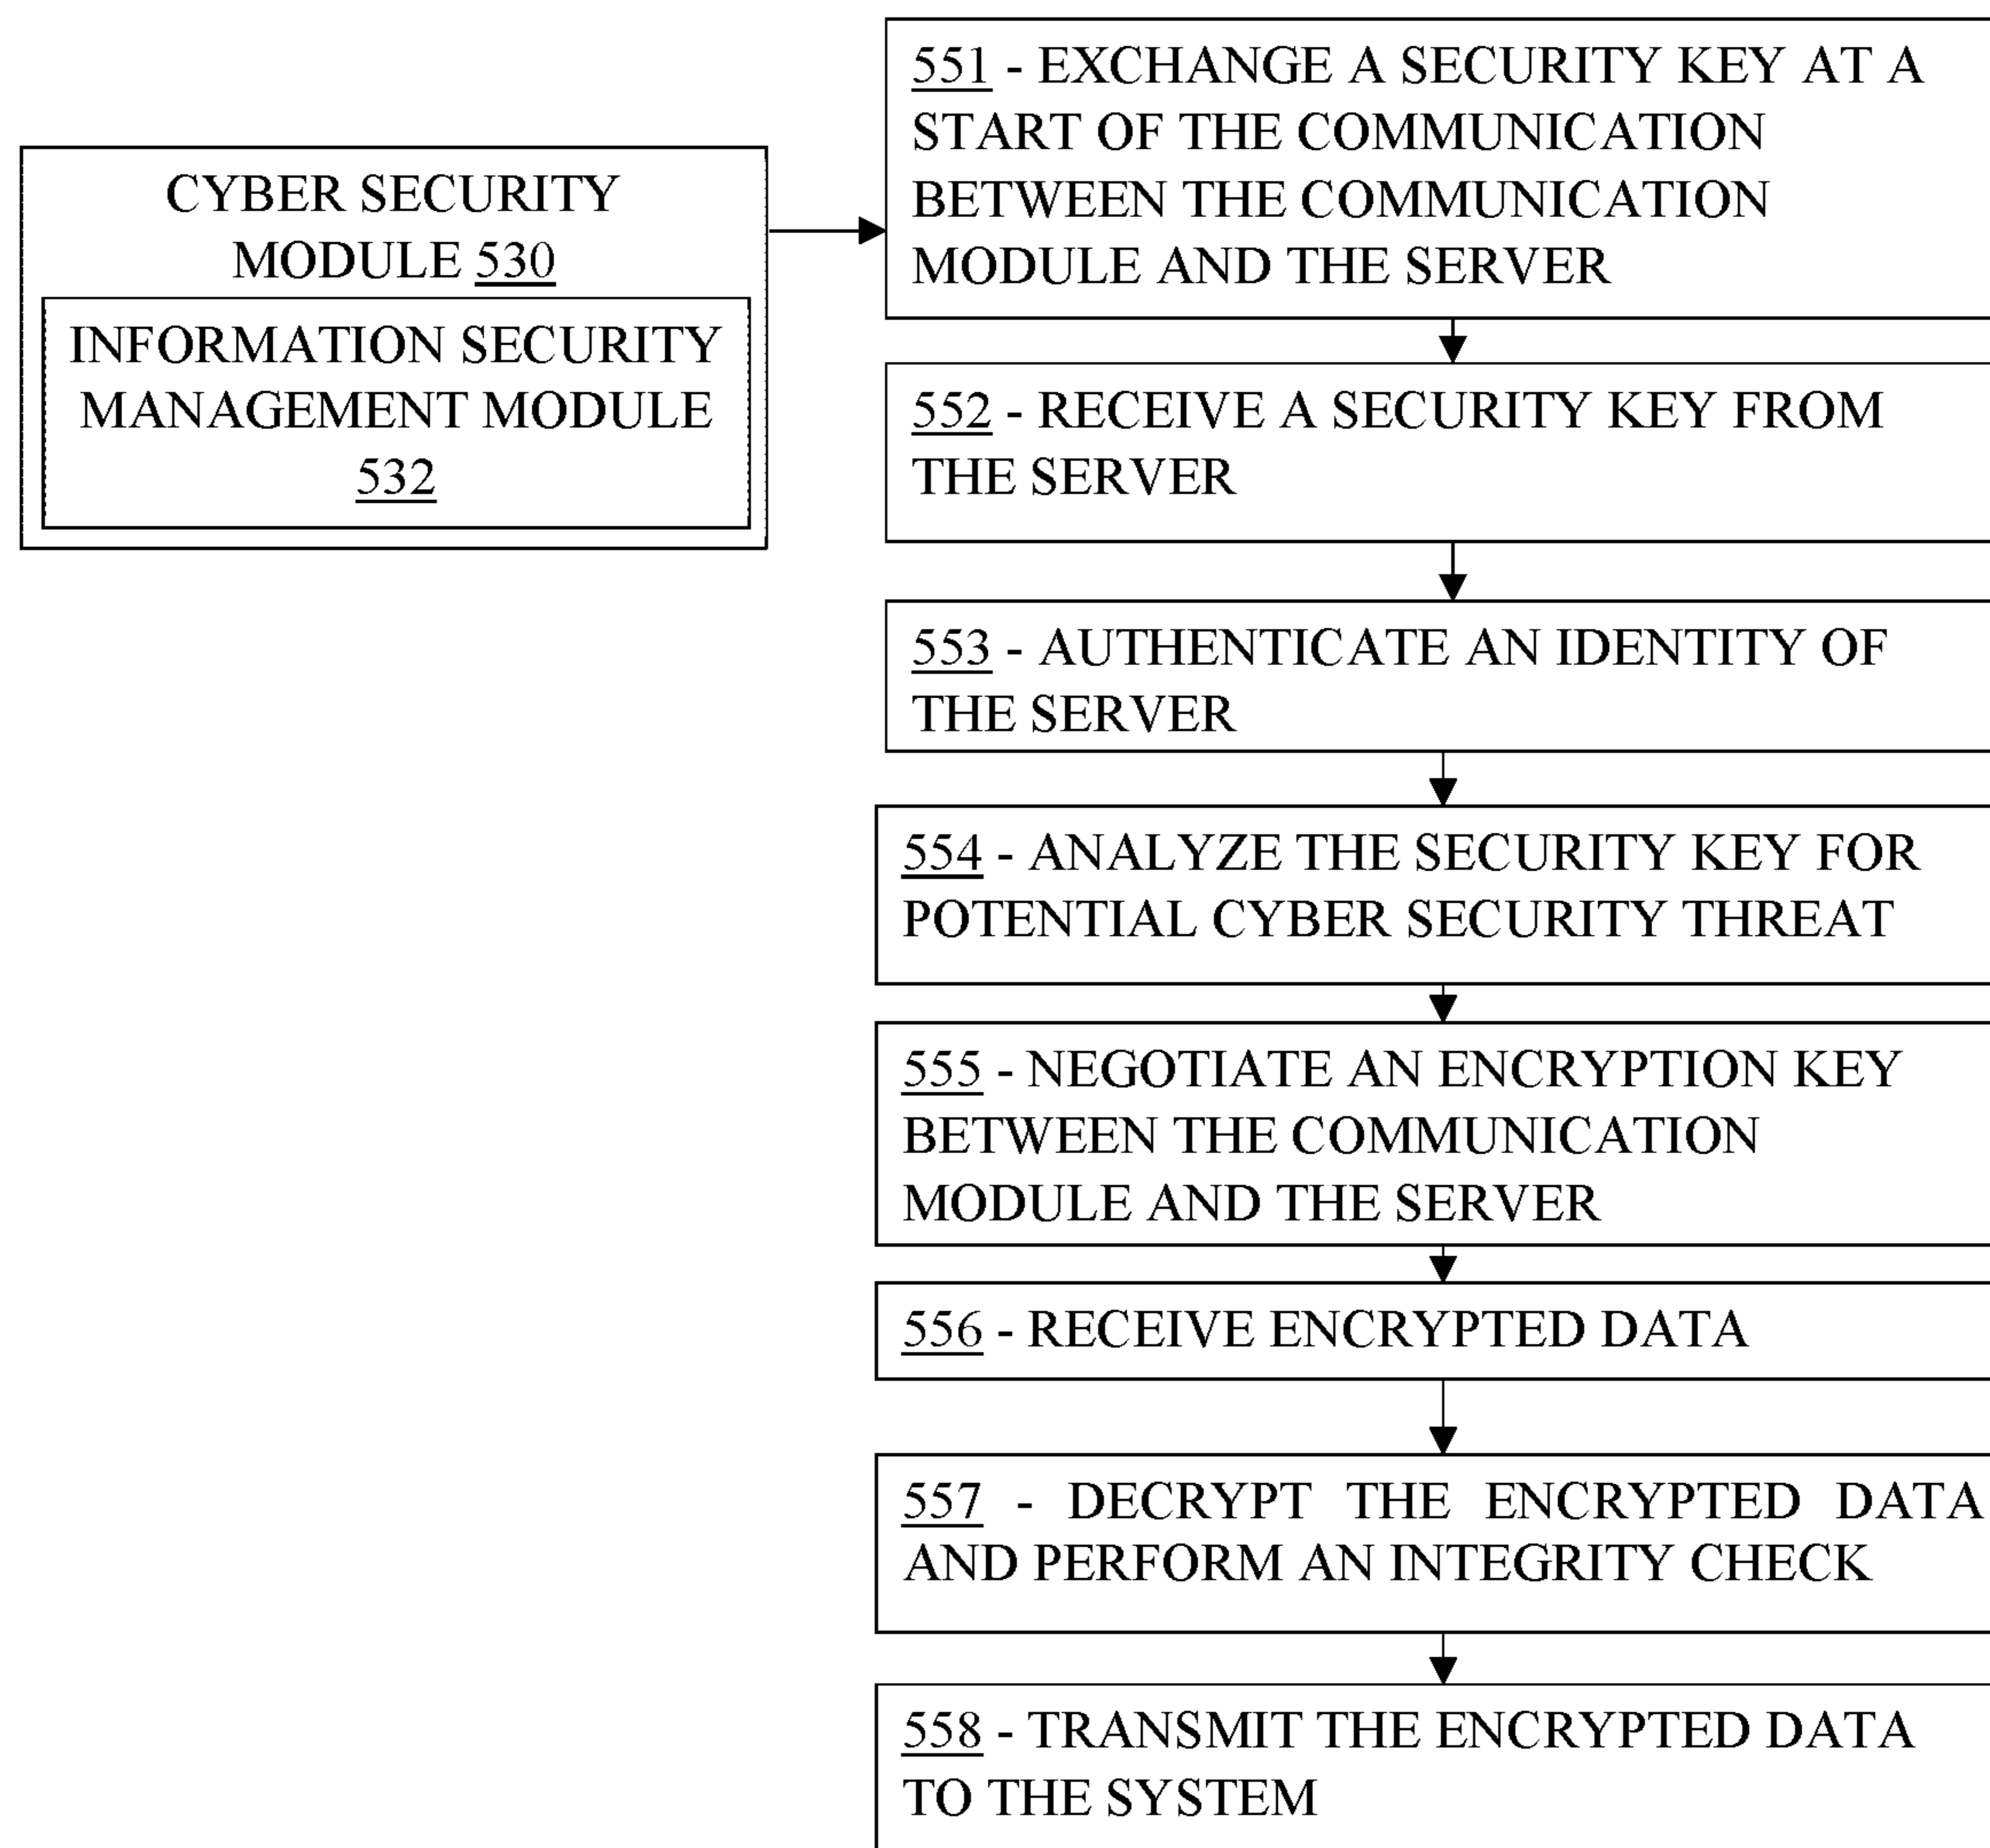 CYBER SECURITY
MODULE 530
INFORMATION SECURITY
MANAGEMENT MODULE
532
551 - EXCHANGE A SECURITY KEY AT A
START OF THE COMMUNICATION
BETWEEN THE COMMUNICATION
MODULE AND THE SERVER
552 - RECEIVE A SECURITY KEY FROM
THE SERVER
553 - AUTHENTICATE AN IDENTITY OF
THE SERVER
554 - ANALYZE THE SECURITY KEY FOR
POTENTIAL CYBER SECURITY THREAT
555 - NEGOTIATE AN ENCRYPTION KEY
BETWEEN THE COMMUNICATION
MODULE AND THE SERVER
556 - RECEIVE ENCRYPTED DATA
557 - DECRYPT THE ENCRYPTED DATA
AND PERFORM AN INTEGRITY CHECK
558 - TRANSMIT THE ENCRYPTED DATA
TO THE SYSTEM